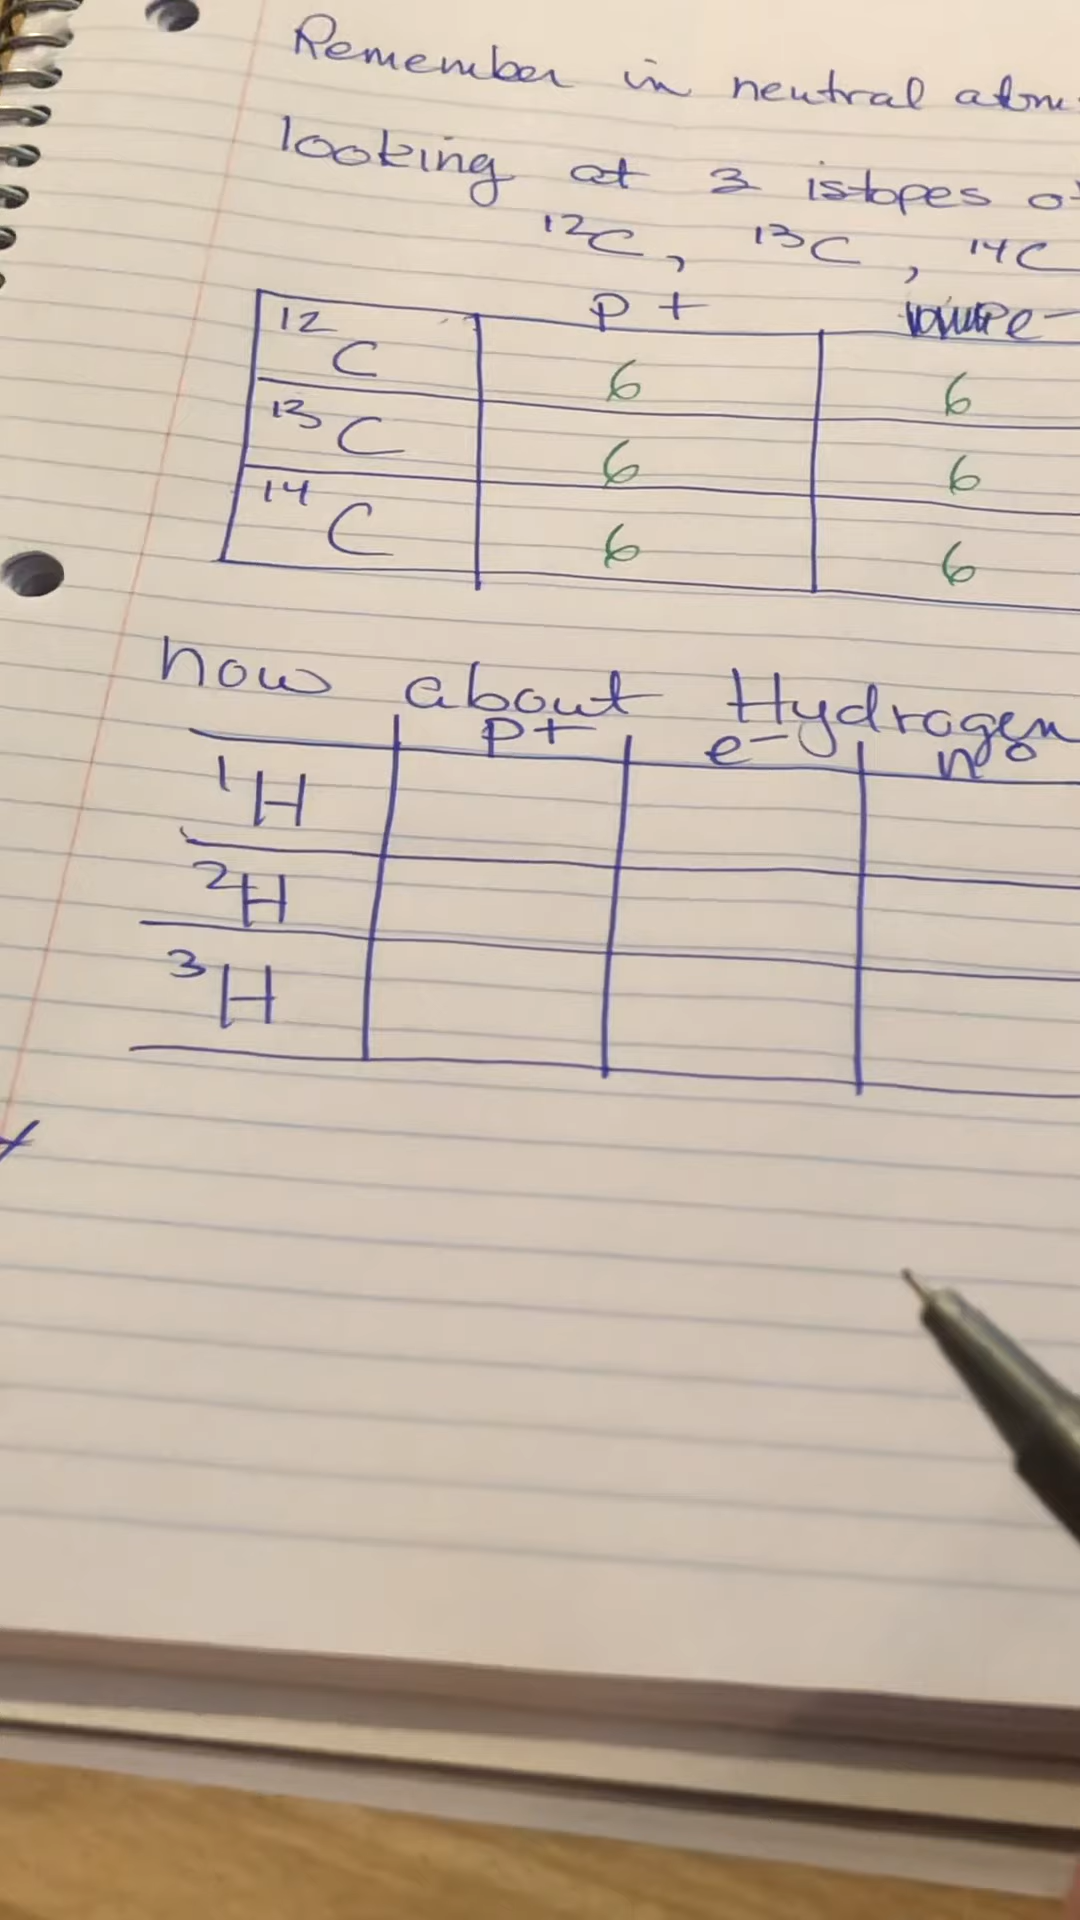 Remember in neutral atom
looking at 3 istopes of
¹²C, ¹³C, ¹⁴C
p+ e-
¹²C 6 6
¹³C 6 6
¹⁴C 6 6
how about Hydrogen
p+ e- n°
¹H
²H
³H